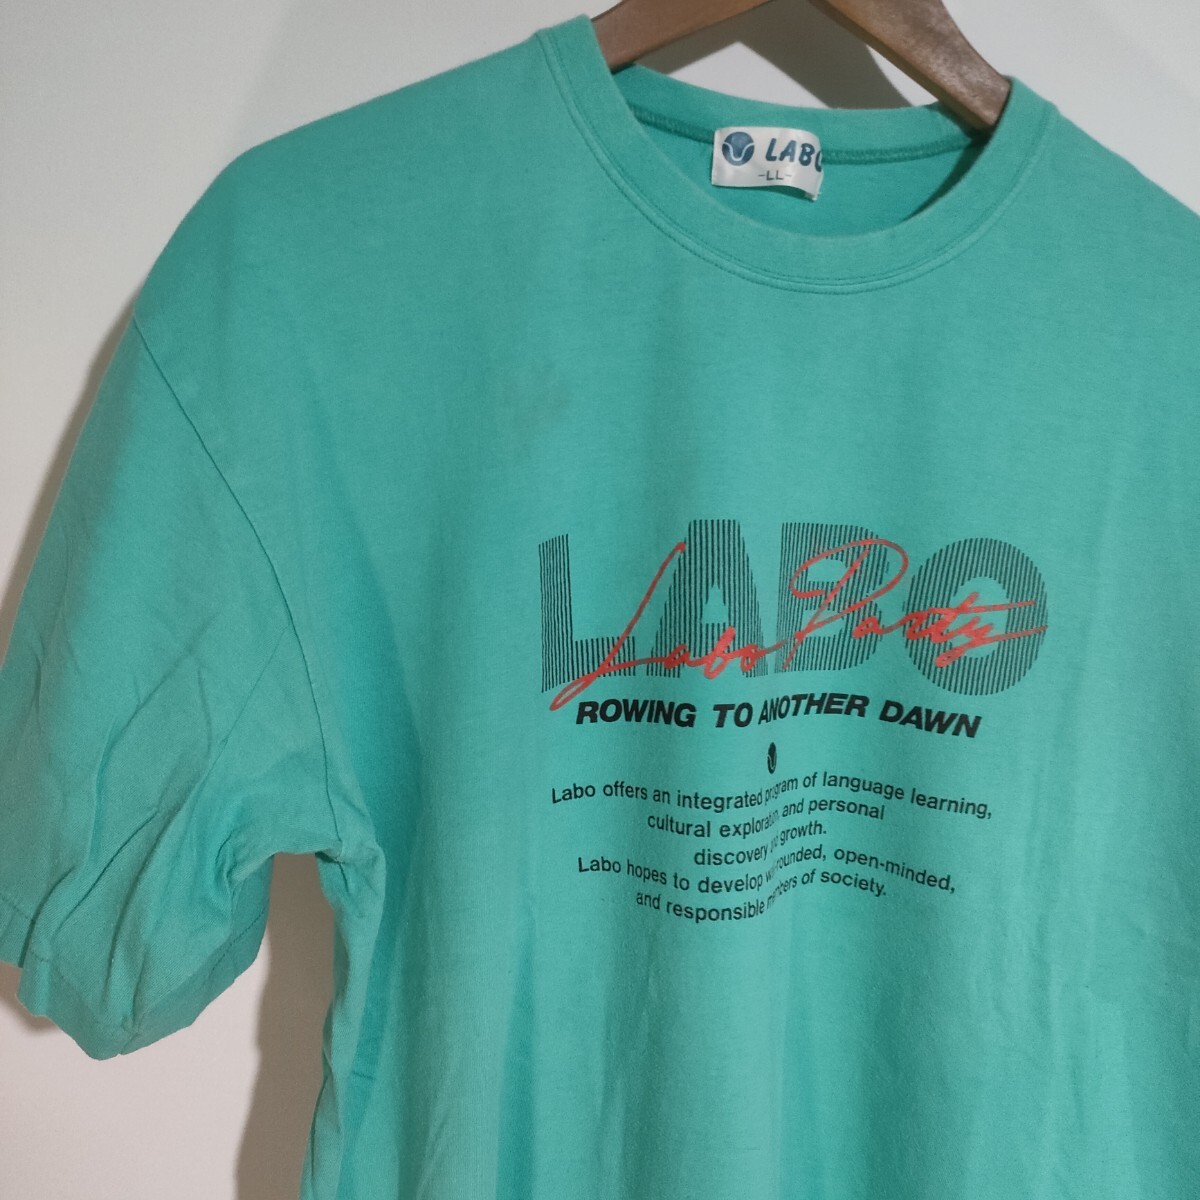 LABO
-LL-
LABO
Labo Party
ROWING TO ANOTHER DAWN
Labo offers an integrated program of language learning,
cultural exploration and personal
discovery growth.
Labo hopes to develop rounded, open-minded,
and responsible members of society.